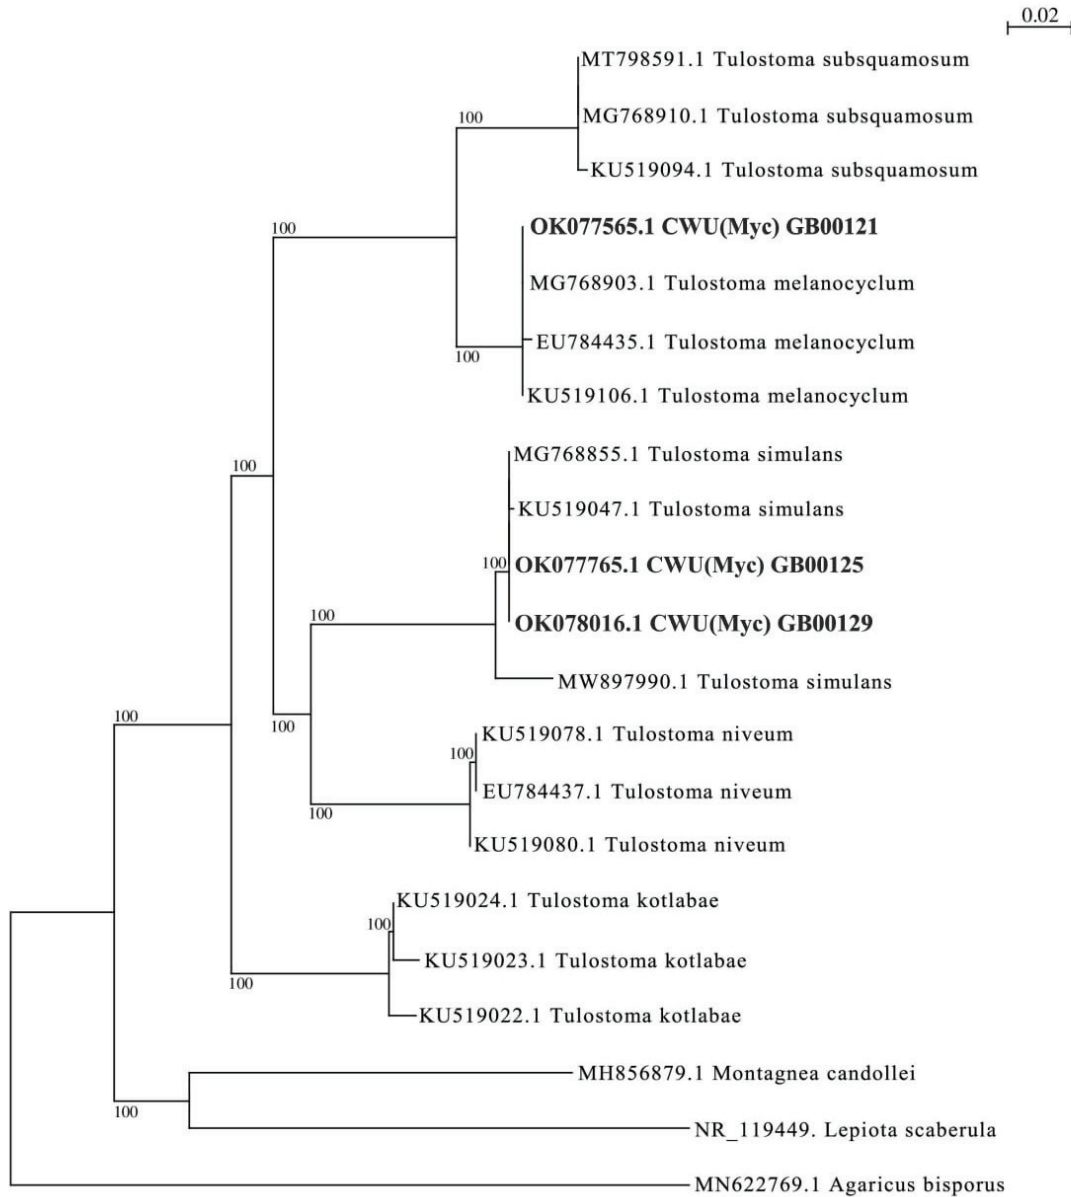 0.02
MT798591.1 Tulostoma subsquamosum
100
MG768910.1 Tulostoma subsquamosum
KU519094.1 Tulostoma subsquamosum
100
OK077565.1 CWU(Myc) GB00121
MG768903.1 Tulostoma melanocyclum
EU784435.1 Tulostoma melanocyclum
100
KU519106.1 Tulostoma melanocyclum
MG768855.1 Tulostoma simulans
100
KU519047.1 Tulostoma simulans
100
OK077765.1 CWU(Myc) GB00125
100
OK078016.1 CWU(Myc) GB00129
MW897990.1 Tulostoma simulans
100
100
KU519078.1 Tulostoma niveum
100
EU784437.1 Tulostoma niveum
100
KU519080.1 Tulostoma niveum
KU519024.1 Tulostoma kotlabae
100
KU519023.1 Tulostoma kotlabae
100
KU519022.1 Tulostoma kotlabae
MH856879.1 Montagnea candollei
100
NR_119449. Lepiota scaberula
MN622769.1 Agaricus bisporus